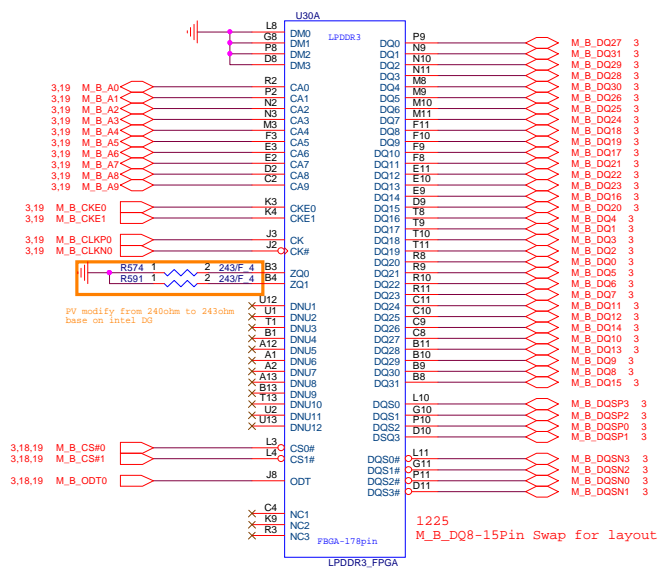 U30A
LPDDR3
L8 DM0
G8 DM1
P8 DM2
D8 DM3
3,19 M_B_A0 R2 CA0
3,19 M_B_A1 P2 CA1
3,19 M_B_A2 N2 CA2
3,19 M_B_A3 N3 CA3
3,19 M_B_A4 M3 CA4
3,19 M_B_A5 F3 CA5
3,19 M_B_A6 E3 CA6
3,19 M_B_A7 E2 CA7
3,19 M_B_A8 D2 CA8
3,19 M_B_A9 C2 CA9
3,19 M_B_CKE0 K3 CKE0
3,19 M_B_CKE1 K4 CKE1
3,19 M_B_CLKP0 J3 CK
3,19 M_B_CLKN0 J2 CK#
R574 1 2 243/F_4 B3 ZQ0
R591 1 2 243/F_4 B4 ZQ1
PV modify from 240ohm to 243ohm
base on intel DG
U12 DNU1
U1 DNU2
T1 DNU3
B1 DNU4
A12 DNU5
A1 DNU6
A2 DNU7
A13 DNU8
B13 DNU9
T13 DNU10
U2 DNU11
U13 DNU12
3,18,19 M_B_CS#0 L3 CS0#
3,18,19 M_B_CS#1 L4 CS1#
3,18,19 M_B_ODT0 J8 ODT
C4 NC1
K9 NC2
R3 NC3
DQ0 P9 M_B_DQ27 3
DQ1 N9 M_B_DQ31 3
DQ2 N10 M_B_DQ29 3
DQ3 N11 M_B_DQ28 3
DQ4 M8 M_B_DQ30 3
DQ5 M9 M_B_DQ26 3
DQ6 M10 M_B_DQ25 3
DQ7 M11 M_B_DQ24 3
DQ8 F11 M_B_DQ18 3
DQ9 F10 M_B_DQ19 3
DQ10 F9 M_B_DQ17 3
DQ11 F8 M_B_DQ21 3
DQ12 E11 M_B_DQ22 3
DQ13 E10 M_B_DQ23 3
DQ14 E9 M_B_DQ16 3
DQ15 D9 M_B_DQ20 3
DQ16 T8 M_B_DQ4 3
DQ17 T9 M_B_DQ1 3
DQ18 T10 M_B_DQ3 3
DQ19 T11 M_B_DQ2 3
DQ20 R8 M_B_DQ0 3
DQ21 R9 M_B_DQ5 3
DQ22 R10 M_B_DQ6 3
DQ23 R11 M_B_DQ7 3
DQ24 C11 M_B_DQ11 3
DQ25 C10 M_B_DQ12 3
DQ26 C9 M_B_DQ14 3
DQ27 C8 M_B_DQ10 3
DQ28 B11 M_B_DQ13 3
DQ29 B10 M_B_DQ9 3
DQ30 B9 M_B_DQ8 3
DQ31 B8 M_B_DQ15 3
DQS0 L10 M_B_DQSP3 3
DQS1 G10 M_B_DQSP2 3
DQS2 P10 M_B_DQSP0 3
DSQ3 D10 M_B_DQSP1 3
DQS0# L11 M_B_DQSN3 3
DQS1# G11 M_B_DQSN2 3
DQS2# P11 M_B_DQSN0 3
DQS3# D11 M_B_DQSN1 3
1225
M_B_DQ8-15Pin Swap for layout
FBGA-178pin
LPDDR3_FPGA